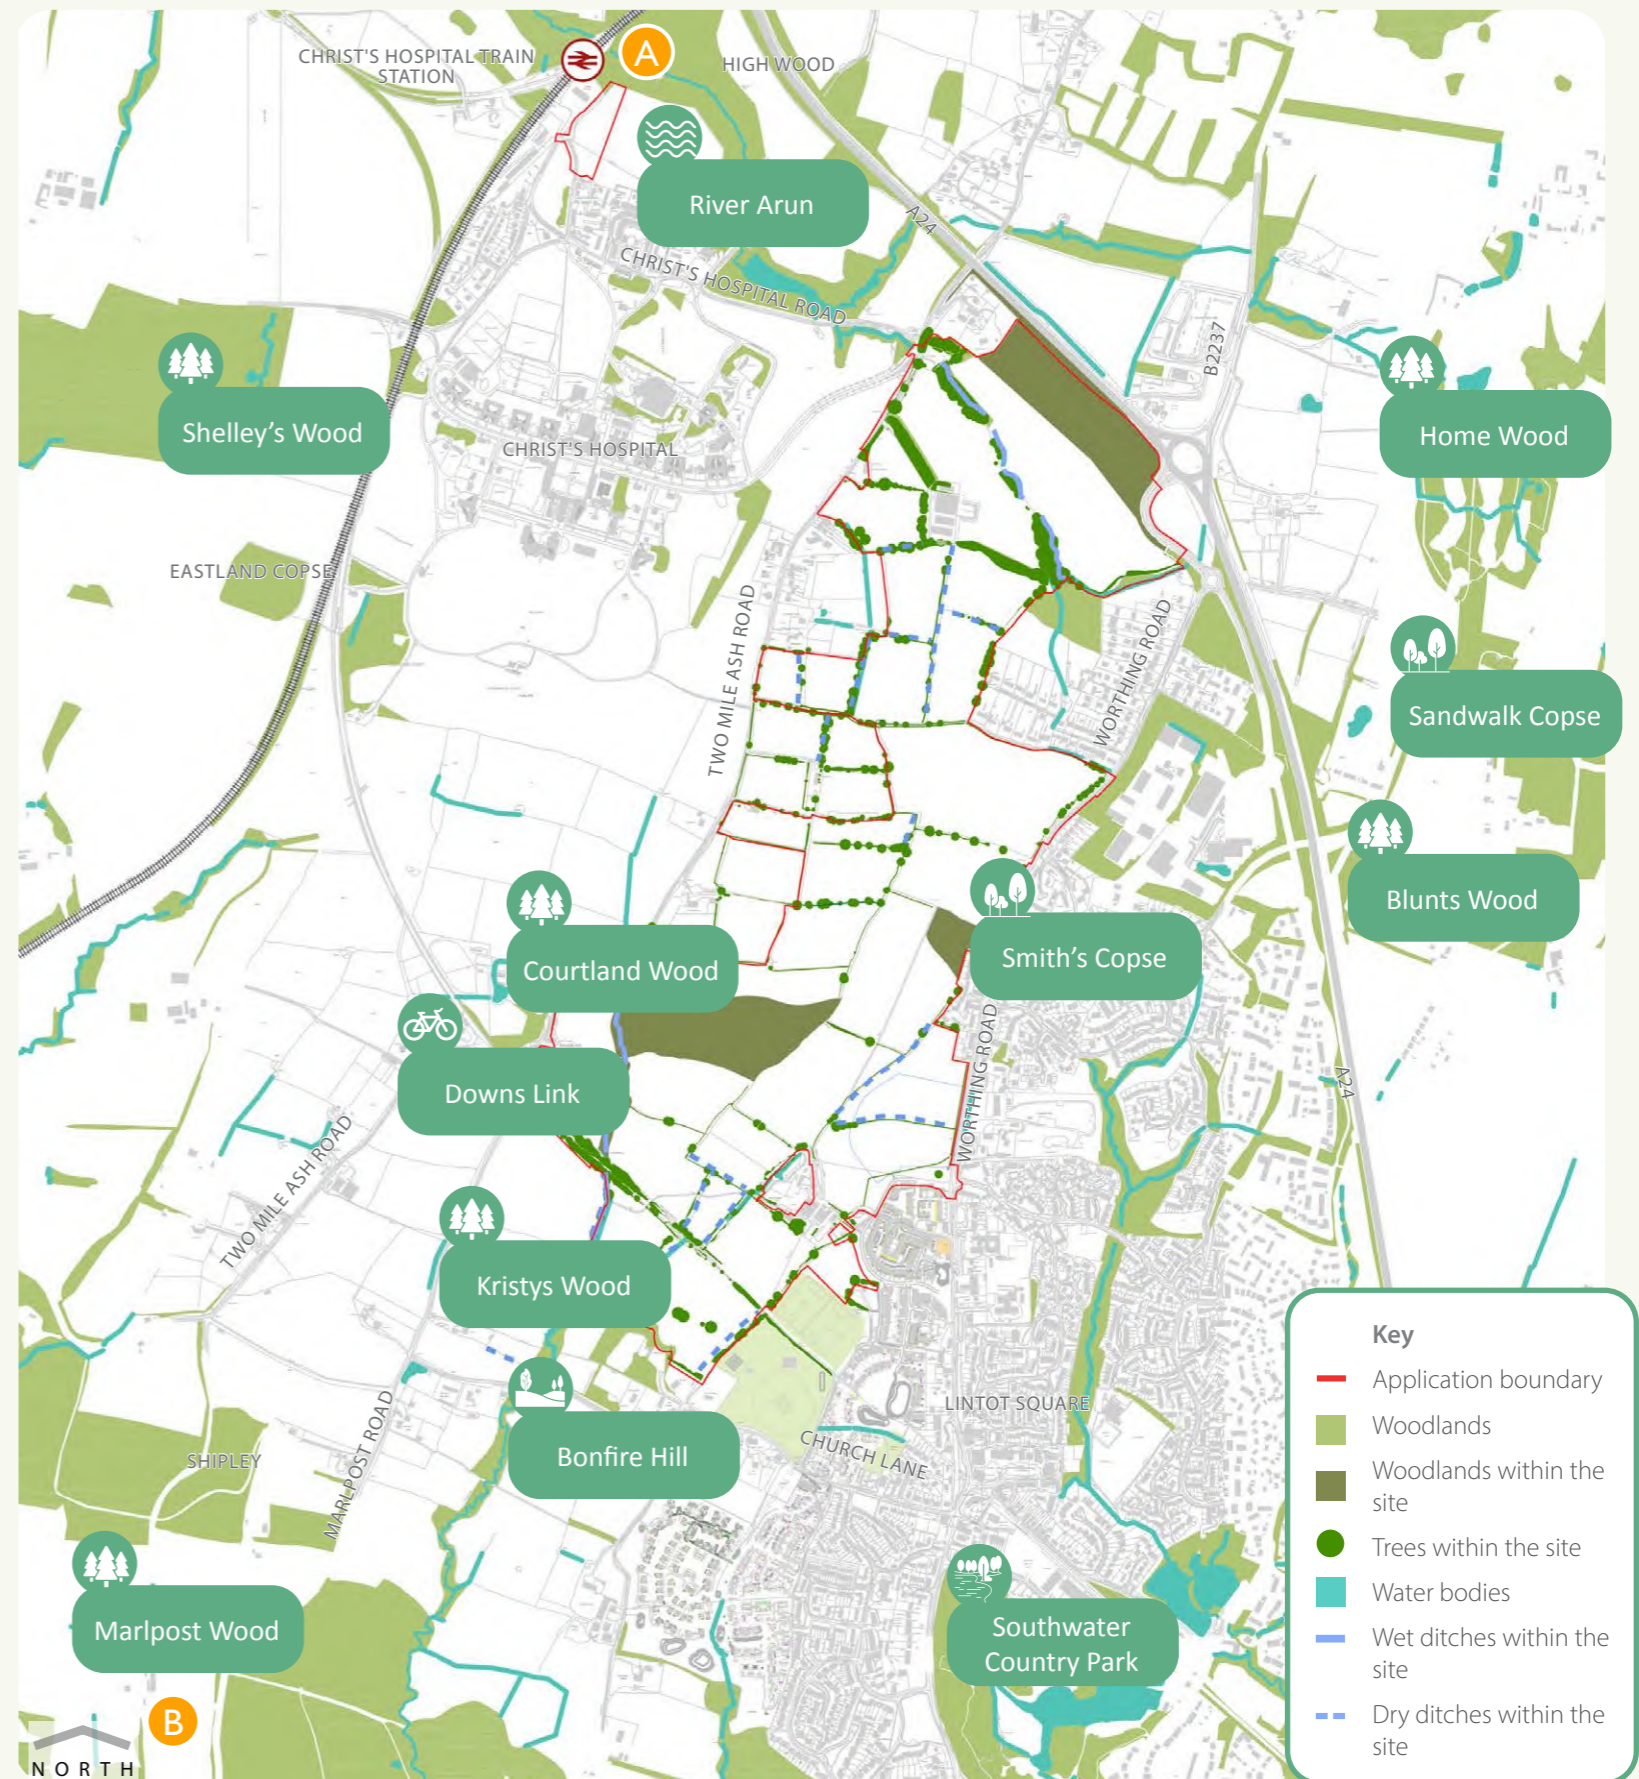 CHRIST'S HOSPITAL TRAIN
STATION
A
HIGH WOOD
River Arun
A24
CHRIST'S HOSPITAL ROAD
B2237
Shelley's Wood
Home Wood
CHRIST'S HOSPITAL
EASTLAND COPSE
TWO MILE ASH ROAD
WORTHING ROAD
Sandwalk Copse
Blunts Wood
Courtland Wood
Smith's Copse
Downs Link
WORTHING ROAD
A24
TWO MILE ASH ROAD
Kristys Wood
Bonfire Hill
LINTOT SQUARE
CHURCH LANE
MARLPOST ROAD
SHIPLEY
Marlpost Wood
Southwater
Country Park
B
NORTH
Key
Application boundary
Woodlands
Woodlands within the
site
Trees within the site
Water bodies
Wet ditches within the
site
Dry ditches within the
site